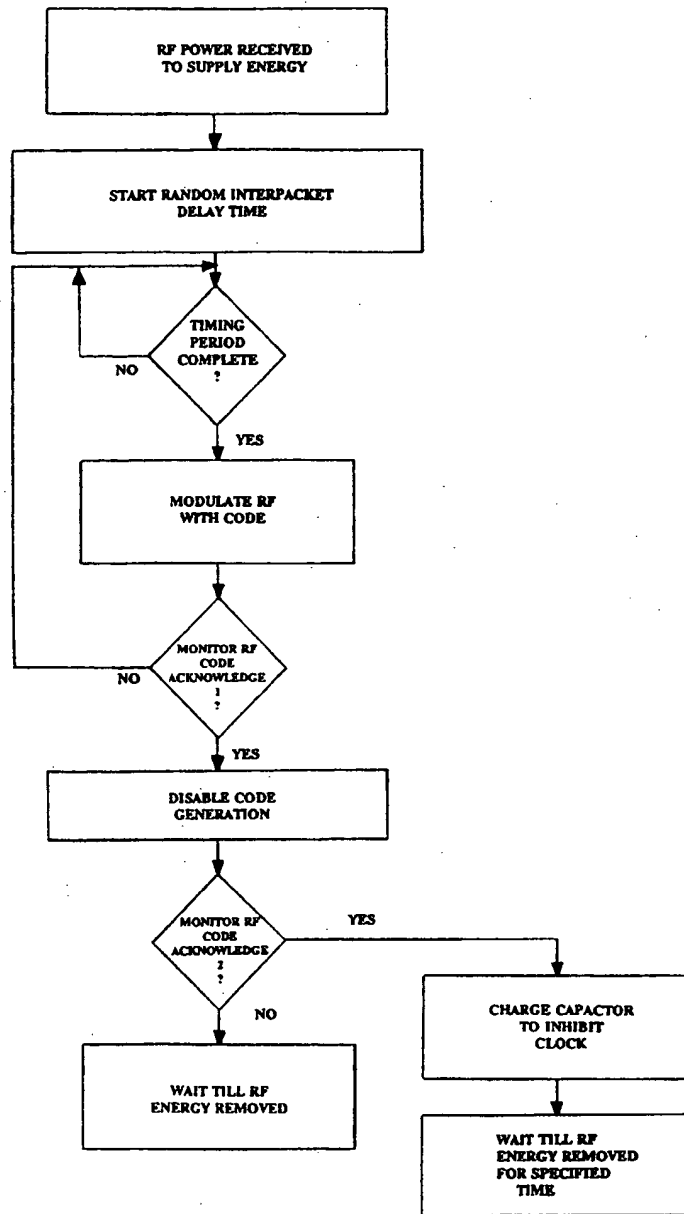 RF POWER RECEIVED
TO SUPPLY ENERGY
START RANDOM INTERPACKET
DELAY TIME
TIMING
PERIOD
COMPLETE
?
NO
YES
MODULATE RF
WITH CODE
MONITOR RF
CODE
ACKNOWLEDGE
1
?
NO
YES
DISABLE CODE
GENERATION
MONITOR RF
CODE
ACKNOWLEDGE
2
?
YES
NO
CHARGE CAPACTOR
TO INHIBIT
CLOCK
WAIT TILL RF
ENERGY REMOVED
WAIT TILL RF
ENERGY REMOVED
FOR SPECIFIED
TIME